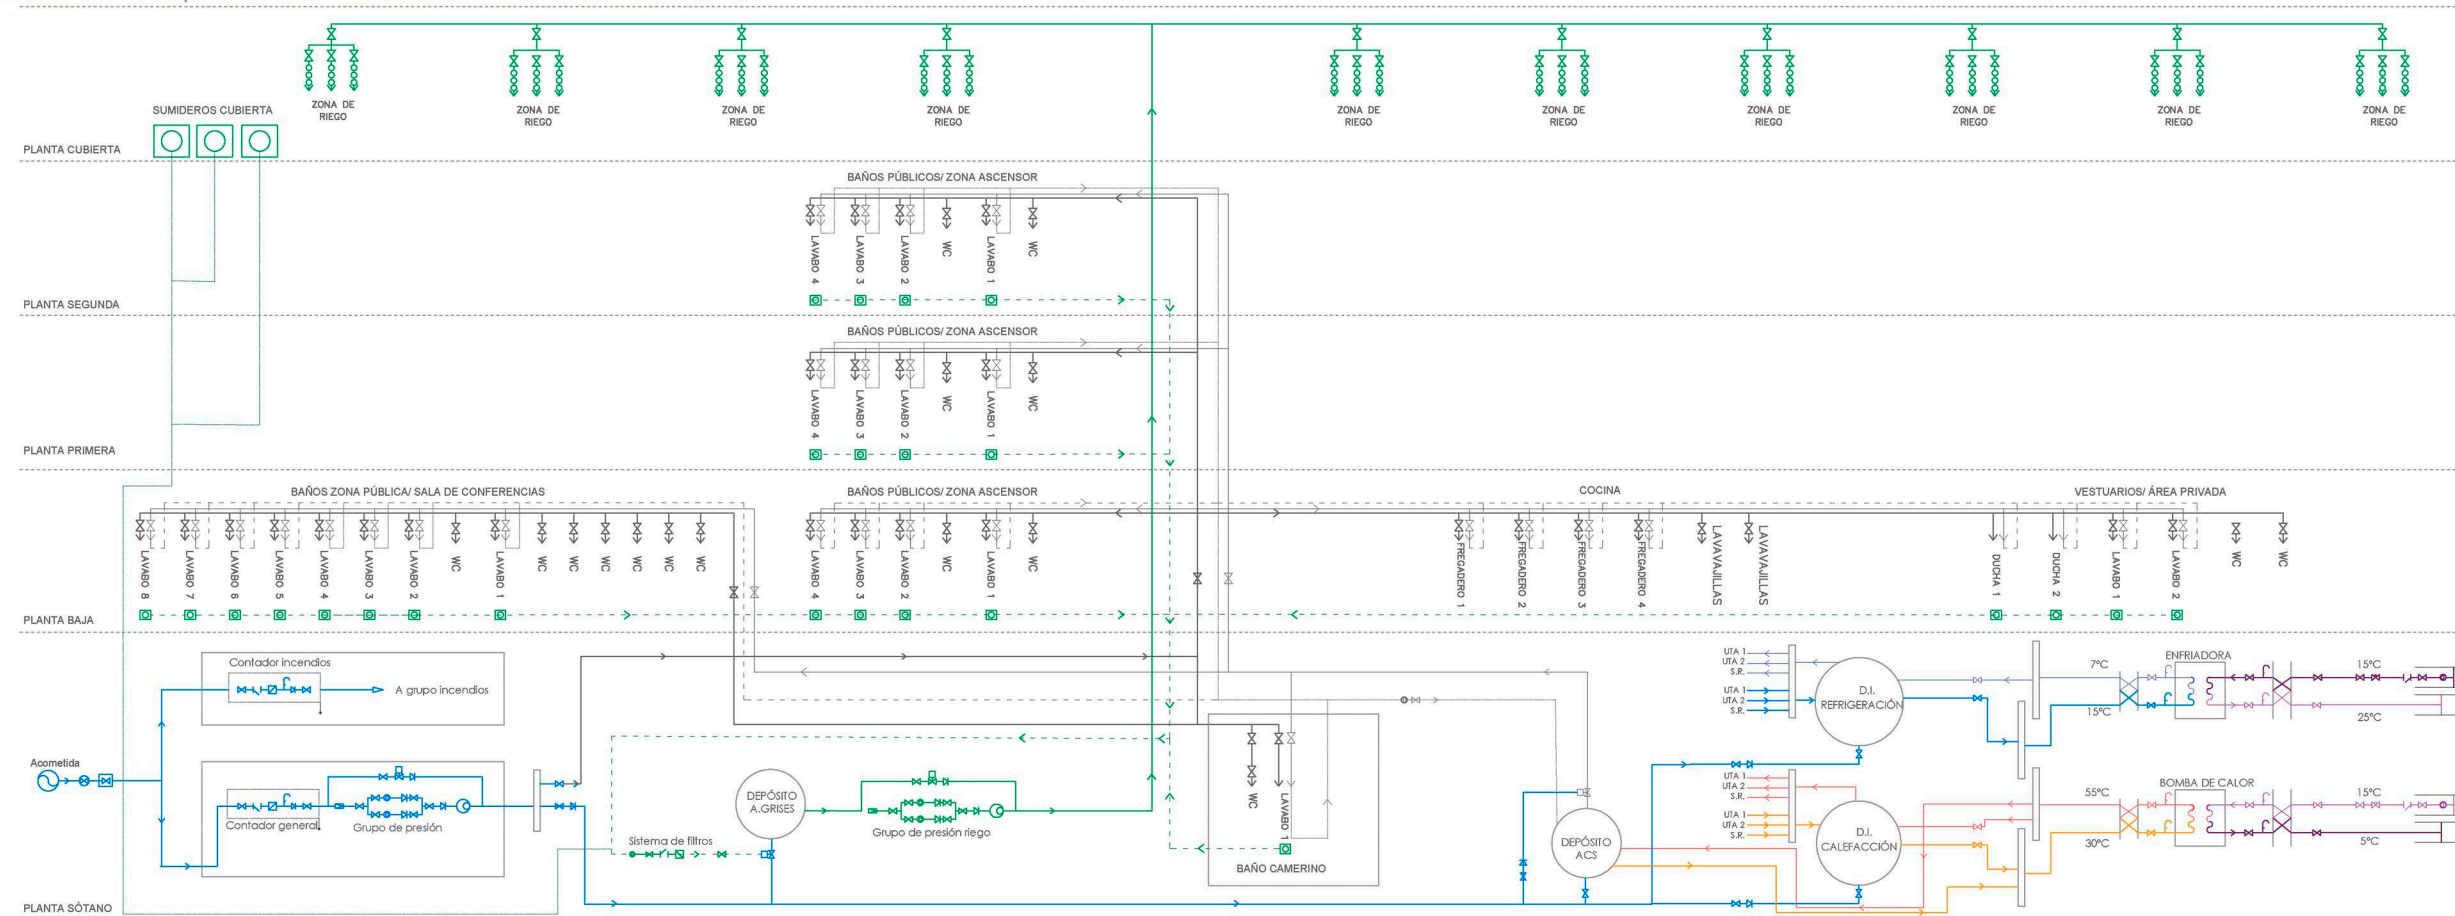 ZONA DE
RIEGO
ZONA DE
RIEGO
ZONA DE
RIEGO
ZONA DE
RIEGO
ZONA DE
RIEGO
ZONA DE
RIEGO
ZONA DE
RIEGO
ZONA DE
RIEGO
ZONA DE
RIEGO
ZONA DE
RIEGO
SUMIDEROS CUBIERTA
PLANTA CUBIERTA
BAÑOS PÚBLICOS/ ZONA ASCENSOR
LAVABO 4
LAVABO 3
LAVABO 2
WC
LAVABO 1
WC
PLANTA SEGUNDA
BAÑOS PÚBLICOS/ ZONA ASCENSOR
LAVABO 4
LAVABO 3
LAVABO 2
WC
LAVABO 1
WC
PLANTA PRIMERA
BAÑOS ZONA PÚBLICA/ SALA DE CONFERENCIAS
LAVABO 8
LAVABO 7
LAVABO 6
LAVABO 5
LAVABO 4
LAVABO 3
LAVABO 2
WC
LAVABO 1
WC
WC
WC
WC
WC
WC
BAÑOS PÚBLICOS/ ZONA ASCENSOR
LAVABO 4
LAVABO 3
LAVABO 2
WC
LAVABO 1
WC
COCINA
FREGADERO 1
FREGADERO 2
FREGADERO 3
FREGADERO 4
LAVAVAJILLAS
LAVAVAJILLAS
VESTUARIOS/ ÁREA PRIVADA
DUCHA 1
DUCHA 2
LAVABO 1
LAVABO 2
WC
WC
PLANTA BAJA
Contador incendios
A grupo incendios
Acometida
Contador general
Grupo de presión
Sistema de filtros
DEPÓSITO
A.GRISES
Grupo de presión riego
WC
LAVABO 1
BAÑO CAMERINO
DEPÓSITO
ACS
UTA 1
UTA 2
S.R.
UTA 1
UTA 2
S.R.
D.I.
REFRIGERACIÓN
7ºC
15ºC
ENFRIADORA
15ºC
25ºC
UTA 1
UTA 2
S.R.
UTA 1
UTA 2
S.R.
D.I.
CALEFACCIÓN
55ºC
30ºC
BOMBA DE CALOR
15ºC
5ºC
PLANTA SÓTANO